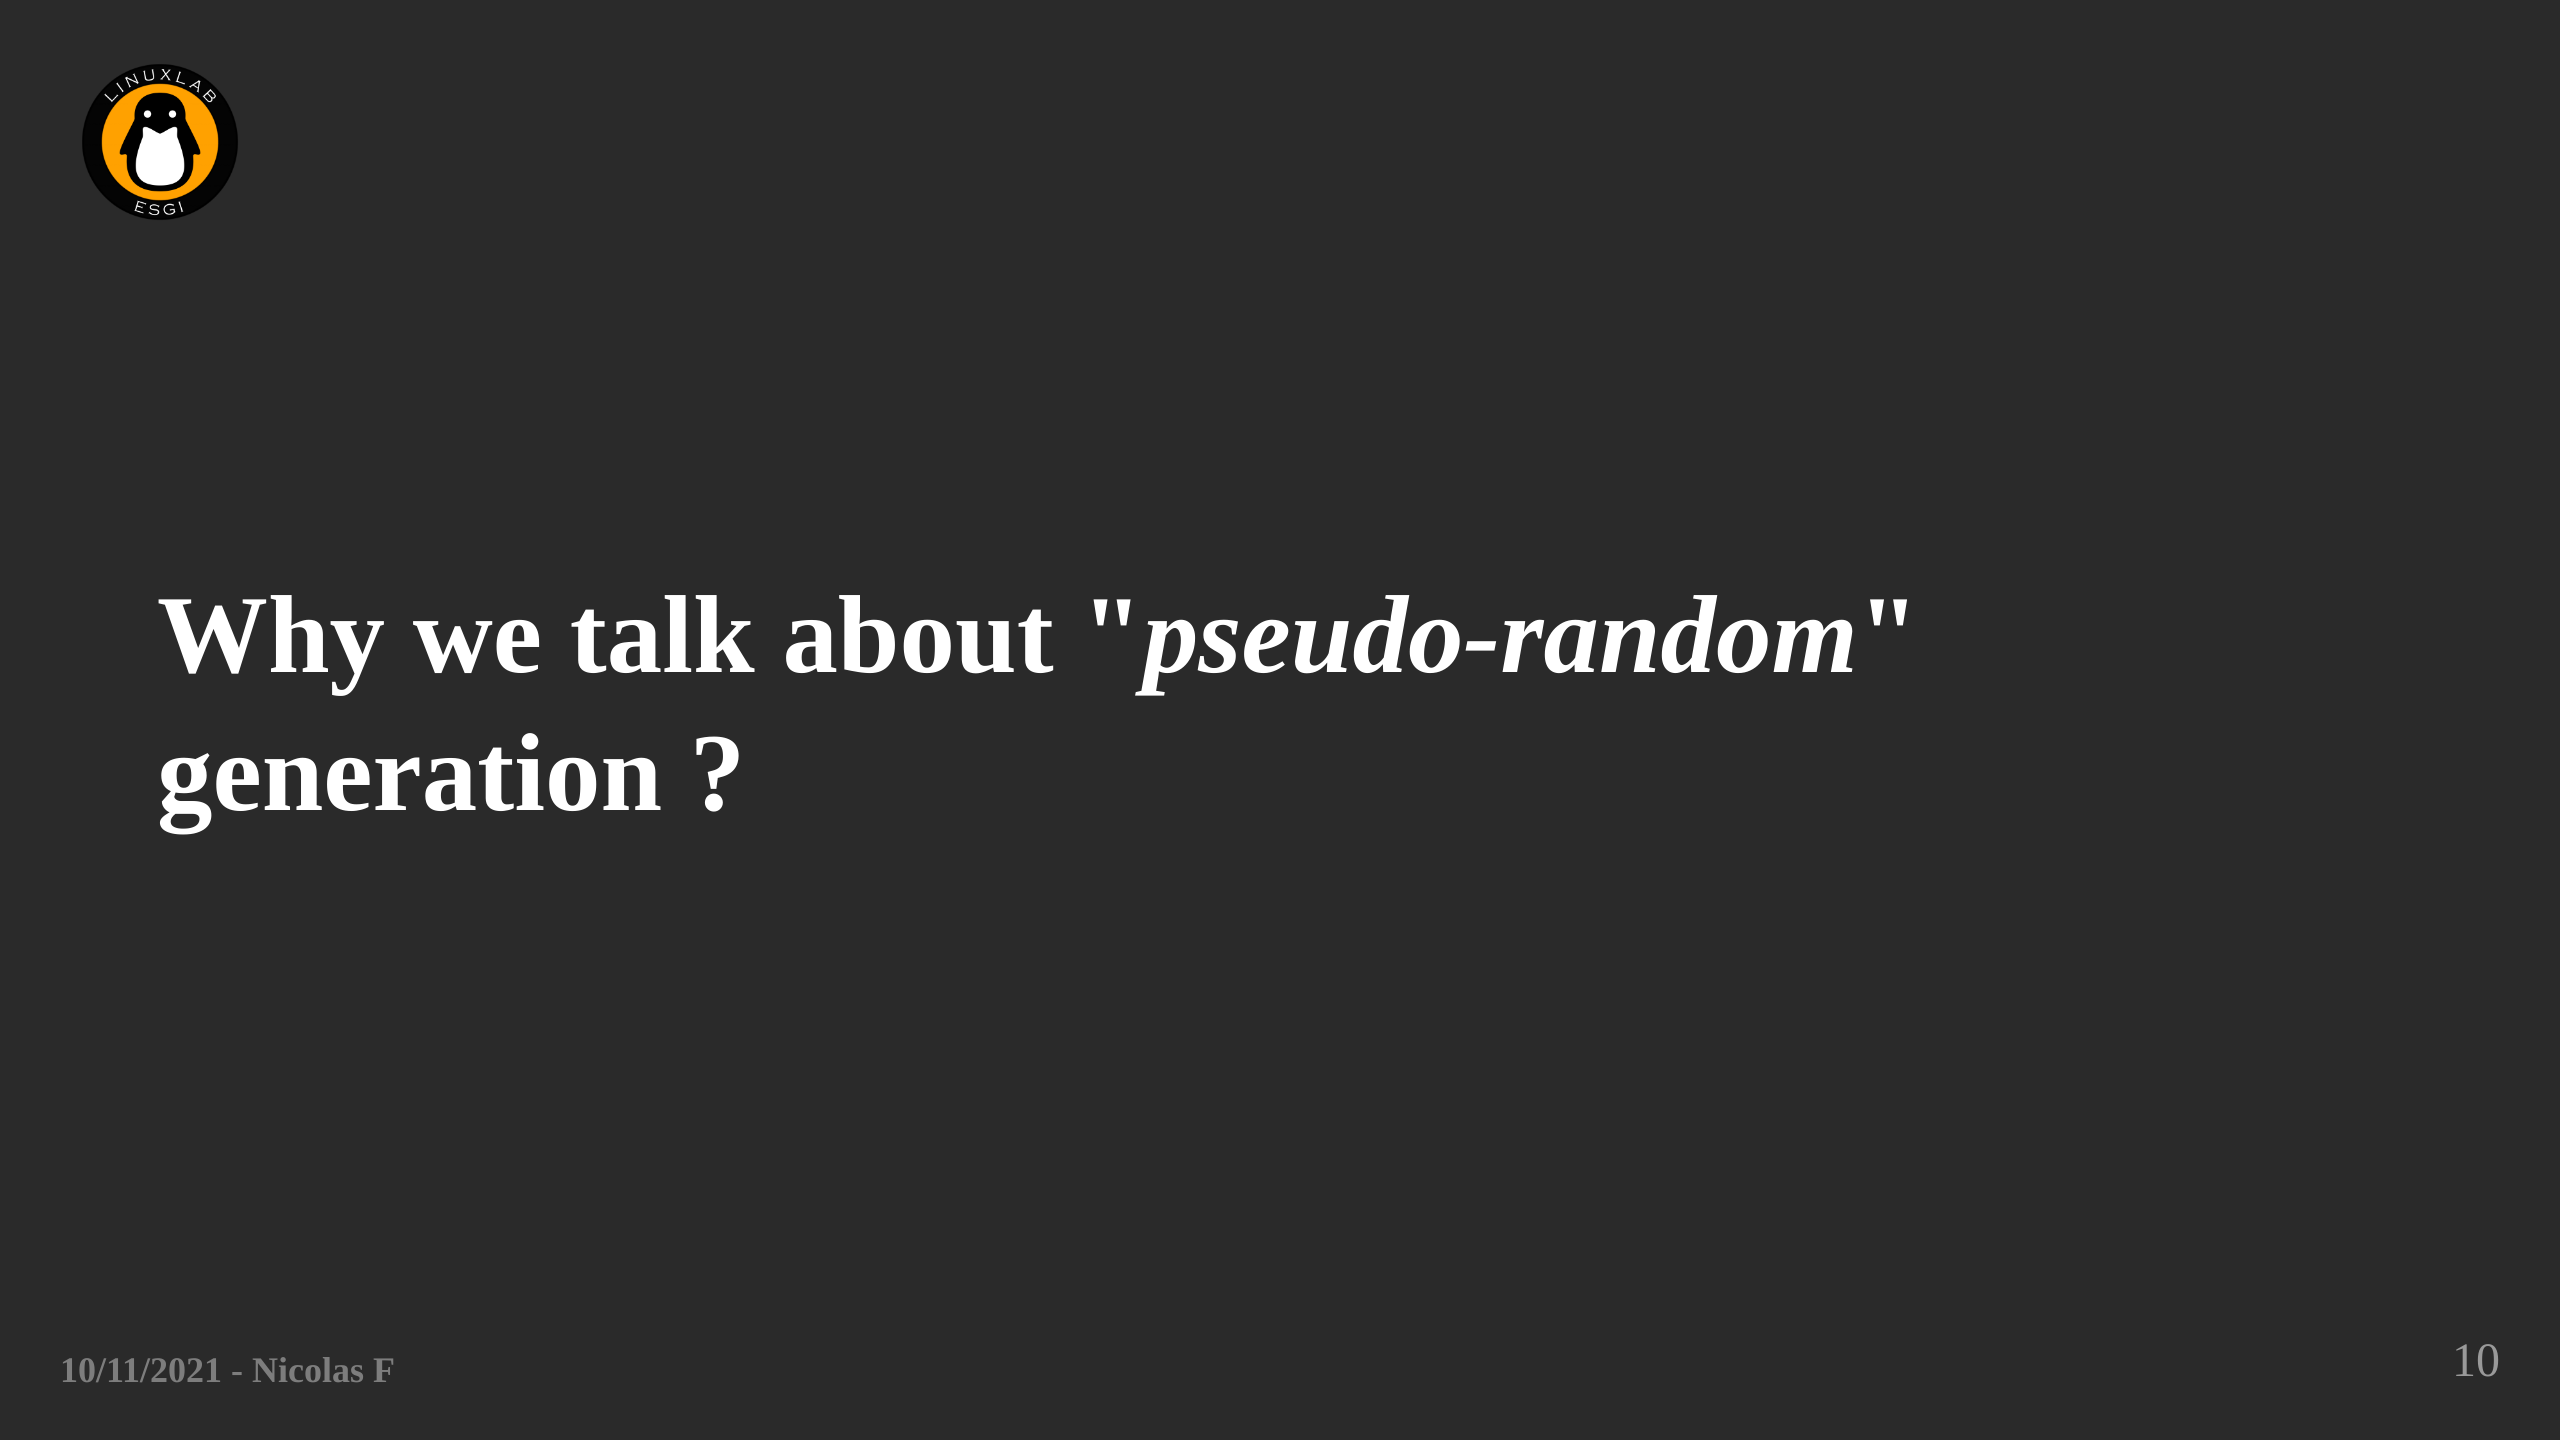 LINUXLAB
ESGI
Why we talk about "pseudo-random"
generation ?
10/11/2021 - Nicolas F
10